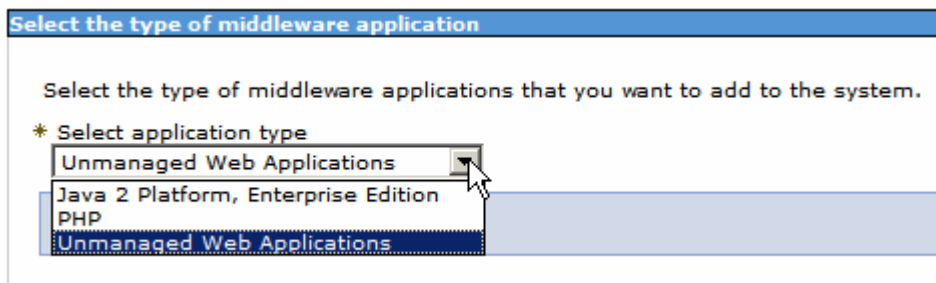 Select the type of middleware application
Select the type of middleware applications that you want to add to the system.
* Select application type
Unmanaged Web Applications
Java 2 Platform, Enterprise Edition
PHP
Unmanaged Web Applications